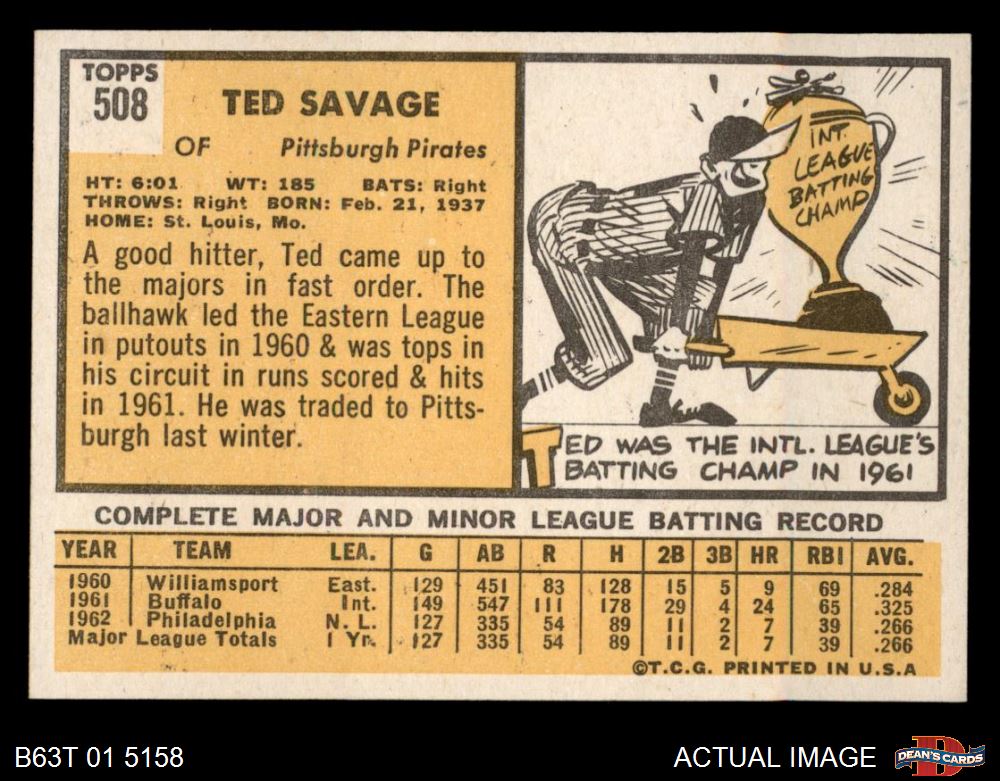 TOPPS
508
TED SAVAGE
OF Pittsburgh Pirates
HT: 6:01 WT: 185 BATS: Right
THROWS: Right BORN: Feb. 21, 1937
HOME: St. Louis, Mo.
A good hitter, Ted came up to
the majors in fast order. The
ballhawk led the Eastern League
in putouts in 1960 & was tops in
his circuit in runs scored & hits
in 1961. He was traded to Pitts-
burgh last winter.
INT.
LEAGUE
BATTING
CHAMP
TED WAS THE INTL. LEAGUE'S
BATTING CHAMP IN 1961
COMPLETE MAJOR AND MINOR LEAGUE BATTING RECORD
YEAR TEAM LEA. G AB R H 2B 3B HR RBI AVG.
1960 Williamsport East. 129 451 83 128 15 5 9 69 .284
1961 Buffalo Int. 149 547 111 178 29 4 24 65 .325
1962 Philadelphia N. L. 127 335 54 89 11 2 7 39 .266
Major League Totals 1 Yr. 127 335 54 89 11 2 7 39 .266
©T.C.G. PRINTED IN U.S.A
B63T 01 5158
ACTUAL IMAGE
D
DEAN'S CARDS